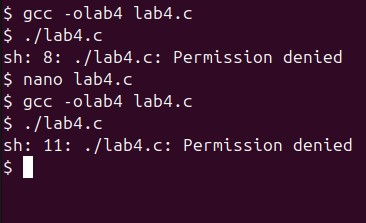 $ gcc -olab4 lab4.c
$ ./lab4.c
sh: 8: ./lab4.c: Permission denied
$ nano lab4.c
$ gcc -olab4 lab4.c
$ ./lab4.c
sh: 11: ./lab4.c: Permission denied
$